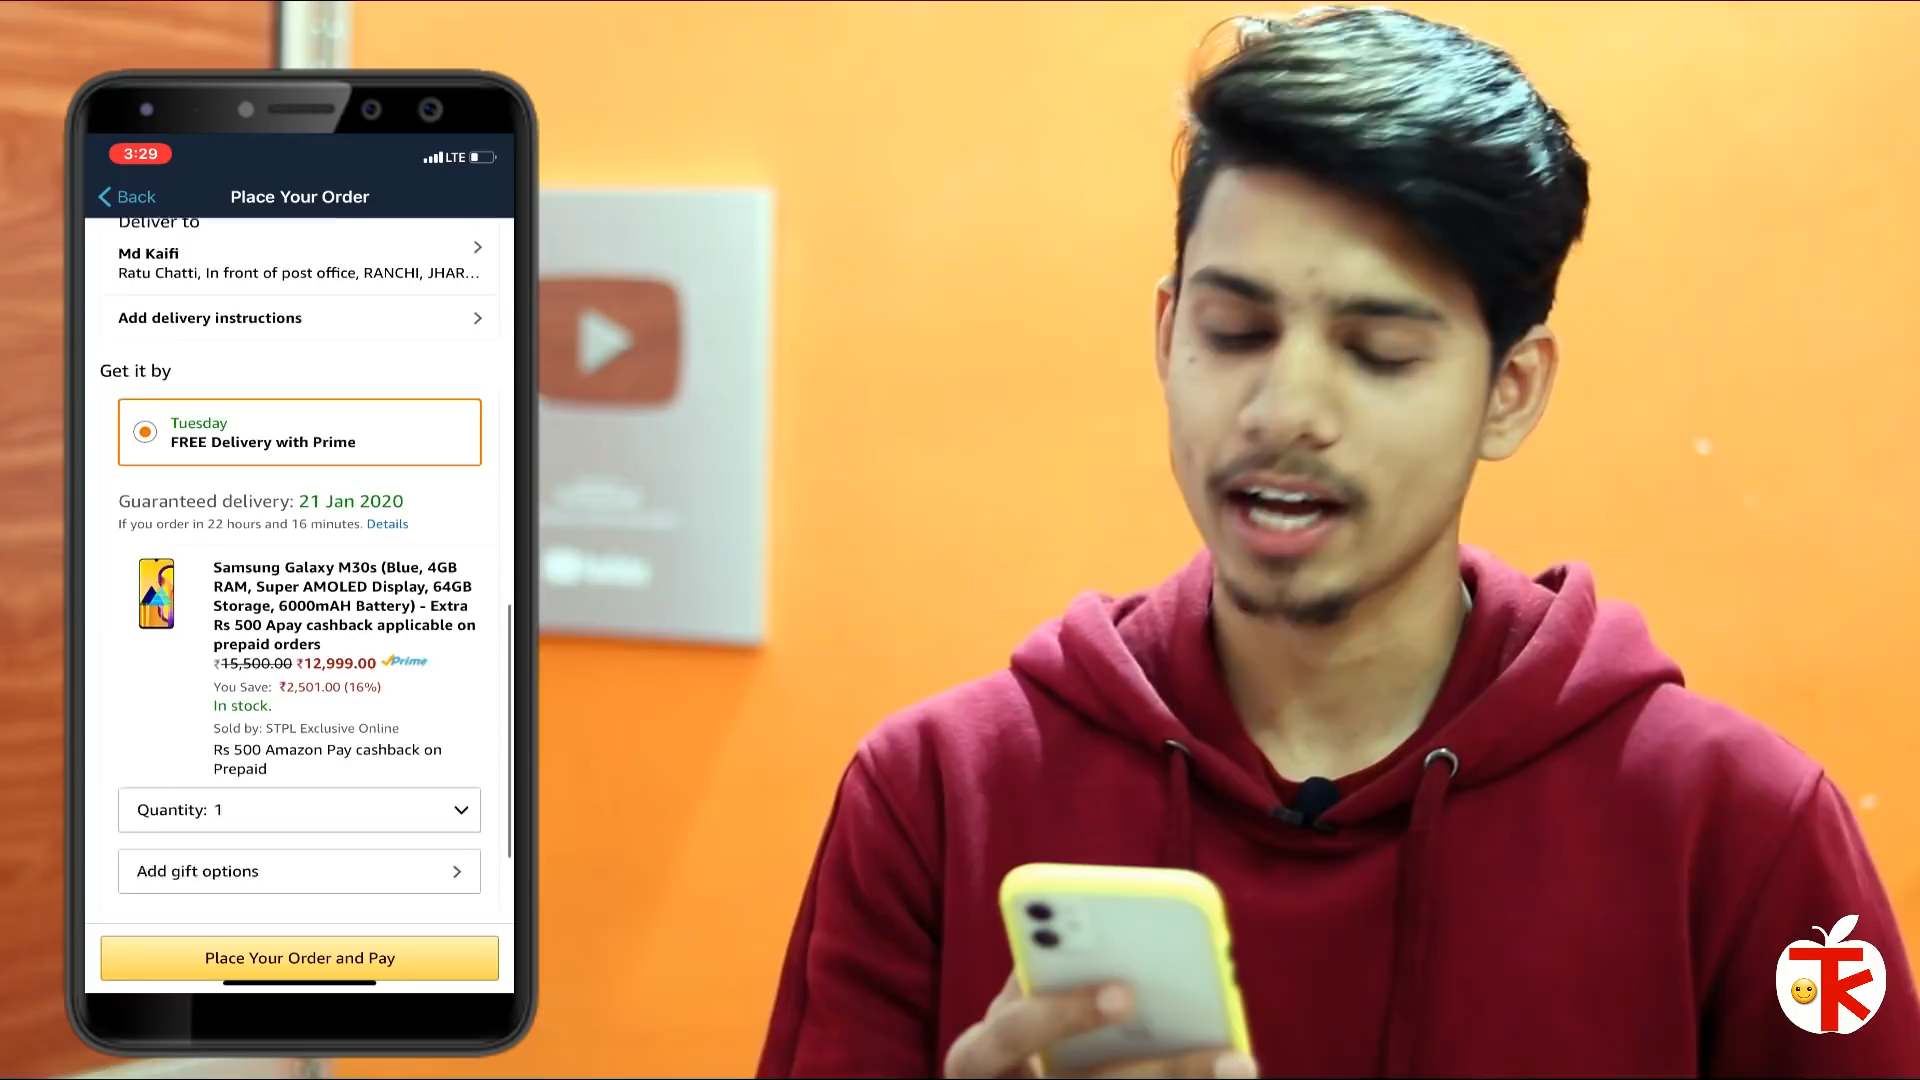 3:29
LTE
Back
Place Your Order
Deliver to
Md Kaifi
Ratu Chatti, In front of post office, RANCHI, JHAR...
Add delivery instructions
Get it by
Tuesday
FREE Delivery with Prime
Guaranteed delivery: 21 Jan 2020
If you order in 22 hours and 16 minutes. Details
Samsung Galaxy M30s (Blue, 4GB
RAM, Super AMOLED Display, 64GB
Storage, 6000mAH Battery) - Extra
Rs 500 Apay cashback applicable on
prepaid orders
₹15,500.00 ₹12,999.00 Prime
You Save: ₹2,501.00 (16%)
In stock.
Sold by: STPL Exclusive Online
Rs 500 Amazon Pay cashback on
Prepaid
Quantity: 1
Add gift options
Place Your Order and Pay
TK